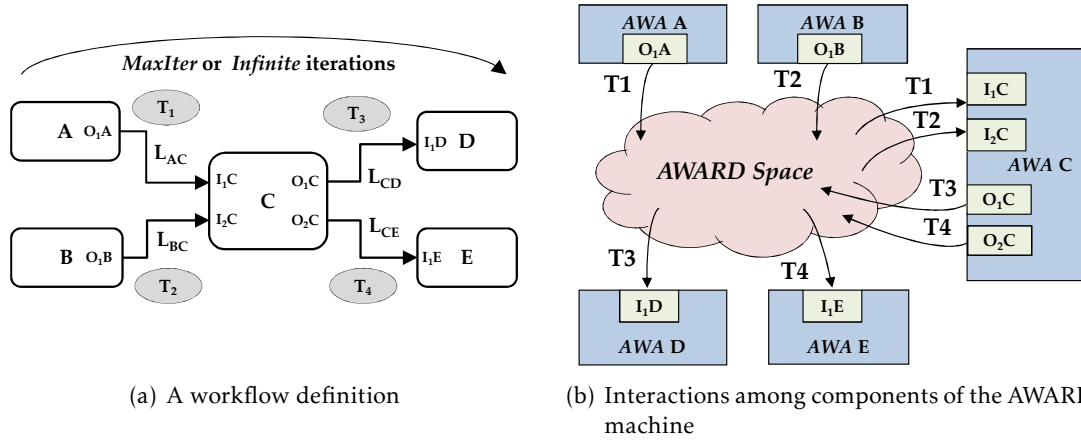 MaxIter or Infinite iterations
T1
T3
A O1A
LAC
I1D D
LCD
I1C
O1C
C
I2C
O2C
B O1B
LBC
LCE
I1E E
T2
T4
(a) A workflow definition
AWA A
O1A
AWA B
O1B
T1
T2
T1
I1C
T2
I2C
AWA C
AWARD Space
T3
O1C
T4
O2C
T3
T4
I1D
AWA D
I1E
AWA E
(b) Interactions among components of the AWARD
machine